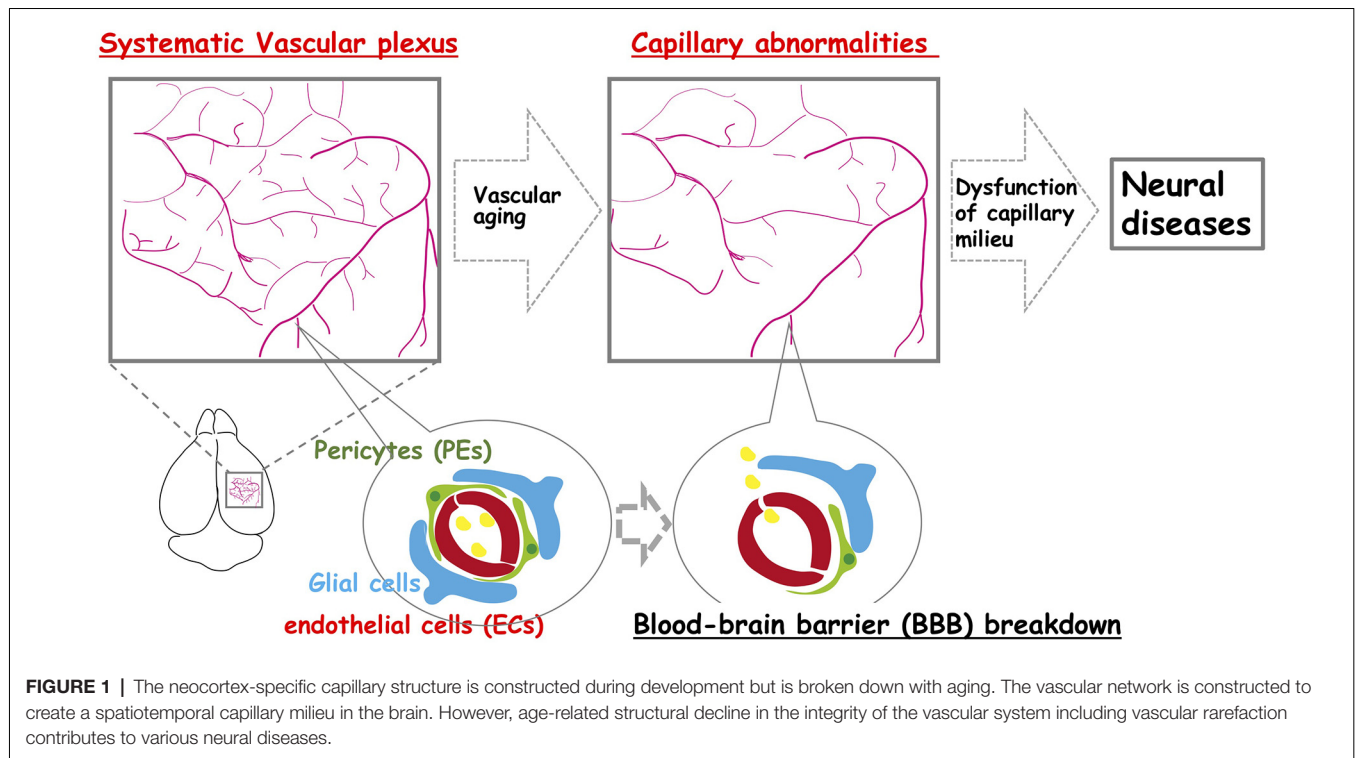 Systematic Vascular plexus
Capillary abnormalities
Vascular
aging
Dysfunction
of capillary
milieu
Neural
diseases
Pericytes (PEs)
Glial cells
endothelial cells (ECs)
Blood-brain barrier (BBB) breakdown
FIGURE 1 | The neocortex-specific capillary structure is constructed during development but is broken down with aging. The vascular network is constructed to
create a spatiotemporal capillary milieu in the brain. However, age-related structural decline in the integrity of the vascular system including vascular rarefaction
contributes to various neural diseases.